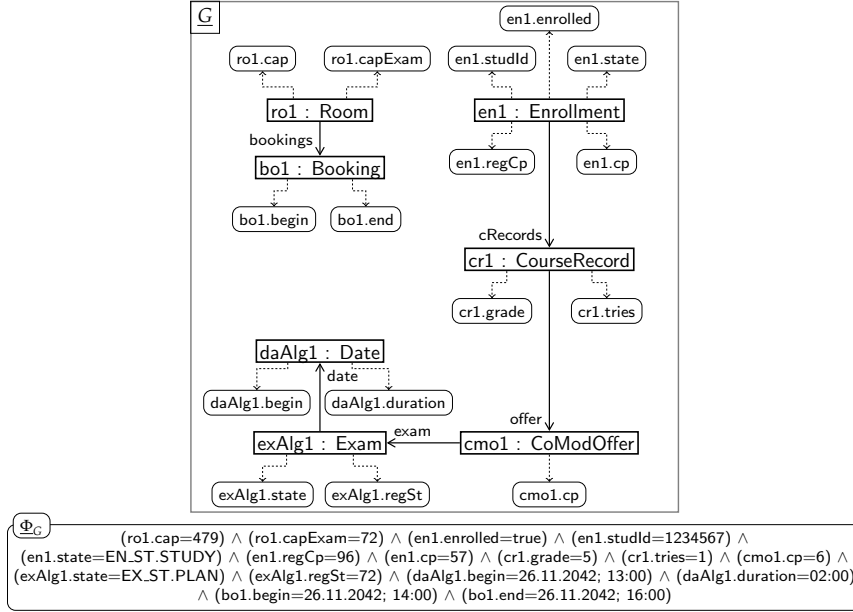 G
en1.enrolled
ro1.cap ro1.capExam en1.studId en1.state
ro1 : Room en1 : Enrollment
bookings
bo1 : Booking en1.regCp en1.cp
bo1.begin bo1.end
cRecords
cr1 : CourseRecord
cr1.grade cr1.tries
daAlg1 : Date
date
daAlg1.begin daAlg1.duration
offer
exam
exAlg1 : Exam cmo1 : CoModOffer
exAlg1.state exAlg1.regSt cmo1.cp
Φ_G
(ro1.cap=479) ∧ (ro1.capExam=72) ∧ (en1.enrolled=true) ∧ (en1.studId=1234567) ∧
(en1.state=EN_ST.STUDY) ∧ (en1.regCp=96) ∧ (en1.cp=57) ∧ (cr1.grade=5) ∧ (cr1.tries=1) ∧ (cmo1.cp=6) ∧
(exAlg1.state=EX_ST.PLAN) ∧ (exAlg1.regSt=72) ∧ (daAlg1.begin=26.11.2042; 13:00) ∧ (daAlg1.duration=02:00)
∧ (bo1.begin=26.11.2042; 14:00) ∧ (bo1.end=26.11.2042; 16:00)